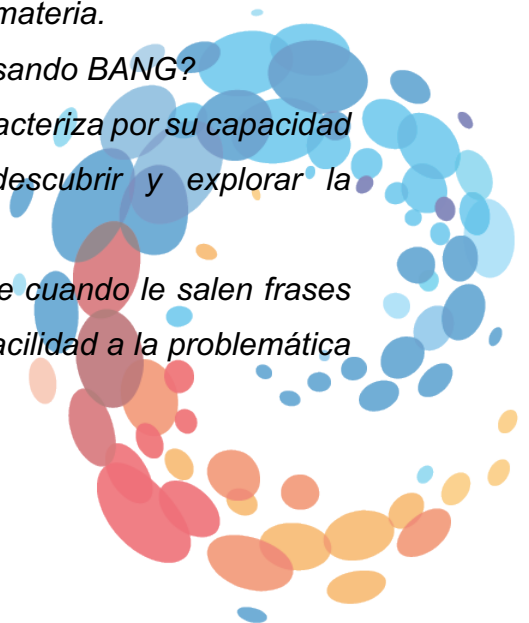 materia.
sando BANG?
acteriza por su capacidad
descubrir y explorar la
e cuando le salen frases
acilidad a la problemática